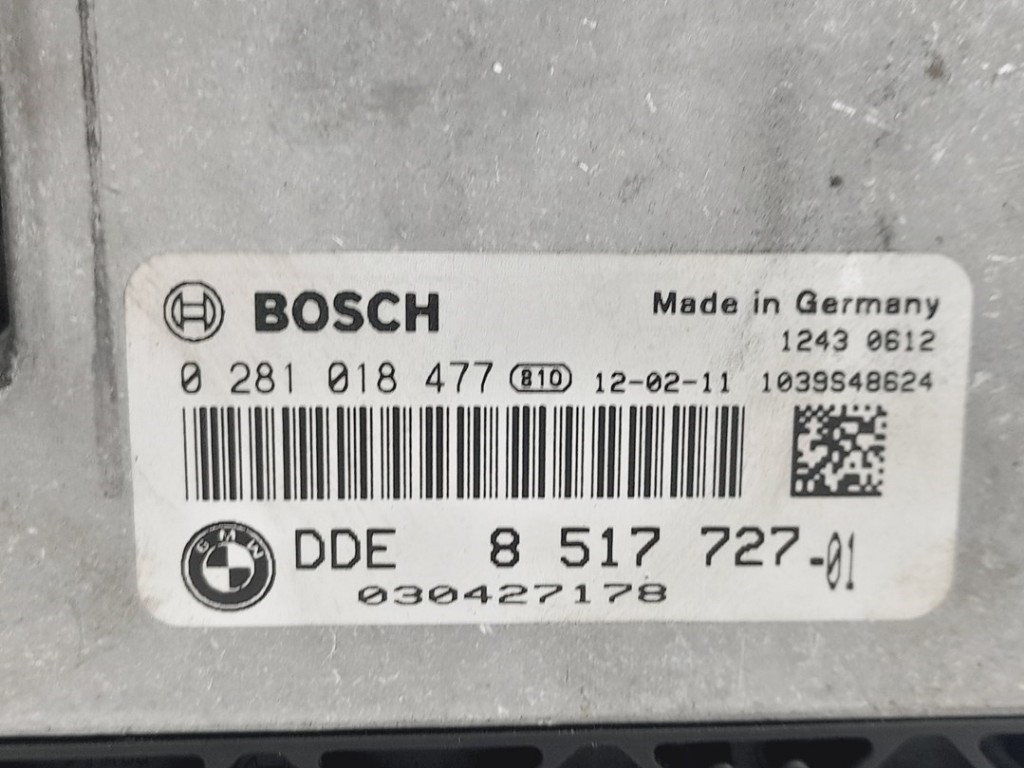 BOSCH Made in Germany
1243 0612
0 281 018 477 810 12-02-11 1039S48624
BMW DDE 8 517 727-01
030427178